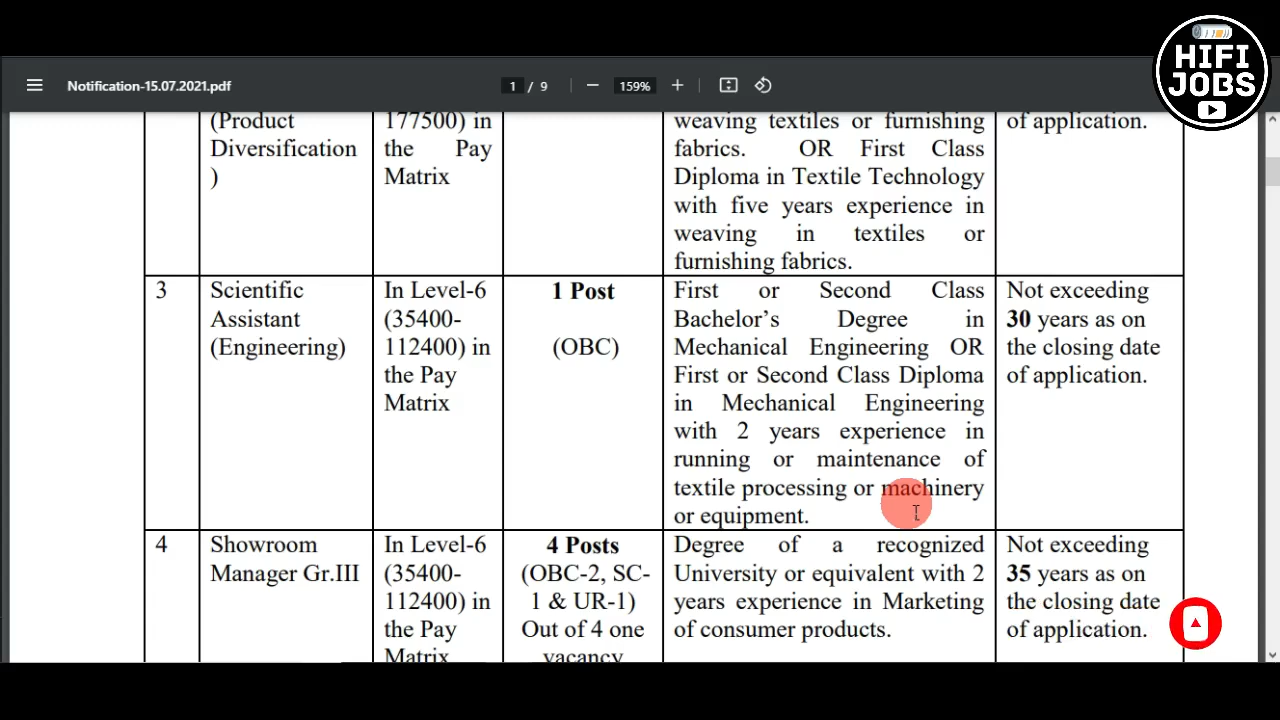 HIFI
JOBS
Notification-15.07.2021.pdf
1 / 9
159%
(Product
Diversification
)
177500) in
the Pay
Matrix
weaving textiles or furnishing
fabrics. OR First Class
Diploma in Textile Technology
with five years experience in
weaving in textiles or
furnishing fabrics.
of application.
3
Scientific
Assistant
(Engineering)
In Level-6
(35400-
112400) in
the Pay
Matrix
1 Post
(OBC)
First or Second Class
Bachelor’s Degree in
Mechanical Engineering OR
First or Second Class Diploma
in Mechanical Engineering
with 2 years experience in
running or maintenance of
textile processing or machinery
or equipment.
Not exceeding
30 years as on
the closing date
of application.
4
Showroom
Manager Gr.III
In Level-6
(35400-
112400) in
the Pay
Matrix
4 Posts
(OBC-2, SC-
1 & UR-1)
Out of 4 one
vacancy
Degree of a recognized
University or equivalent with 2
years experience in Marketing
of consumer products.
Not exceeding
35 years as on
the closing date
of application.